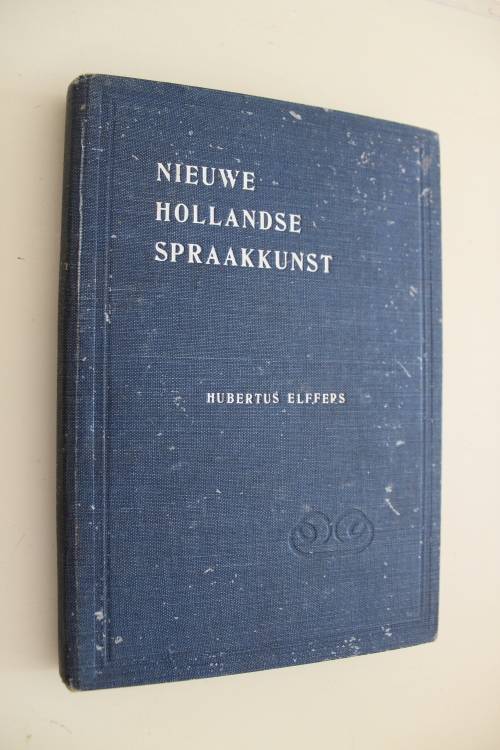 NIEUWE
HOLLANDSE
SPRAAKKUNST
HUBERTUS ELFFERS